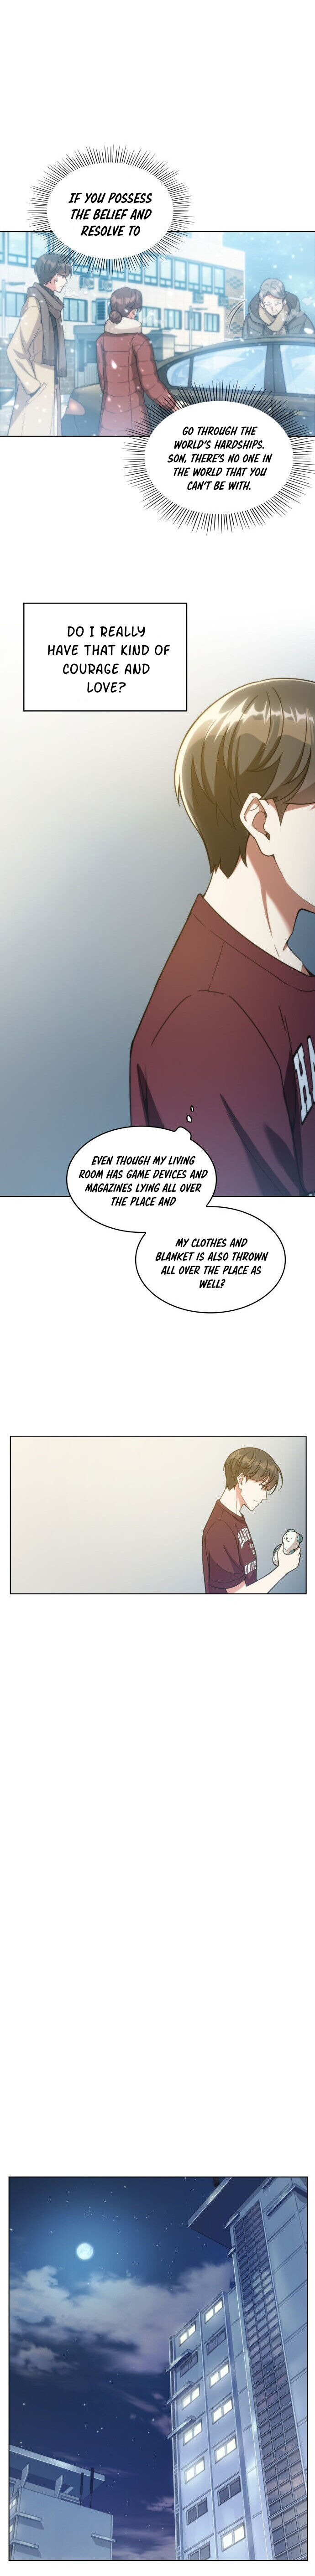 IF YOU POSSESS
THE BELIEF AND
RESOLVE TO
GO THROUGH THE
WORLD'S HARDSHIPS.
SON, THERE'S NO ONE IN
THE WORLD THAT YOU
CAN'T BE WITH.
DO I REALLY
HAVE THAT KIND OF
COURAGE AND
LOVE?
EVEN THOUGH MY LIVING
ROOM HAS GAME DEVICES AND
MAGAZINES LYING ALL OVER
THE PLACE AND
MY CLOTHES AND
BLANKET IS ALSO THROWN
ALL OVER THE PLACE AS
WELL?